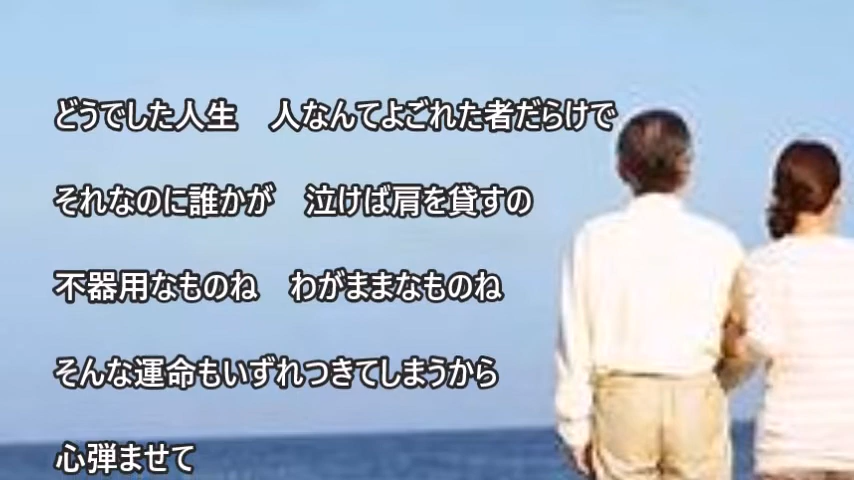 どうでした人生　人なんてよごれた者だらけで
それなのに誰かが　泣けば肩を貸すの
不器用なものね　わがままなものね
そんな運命もいずれつきてしまうから
心弾ませて